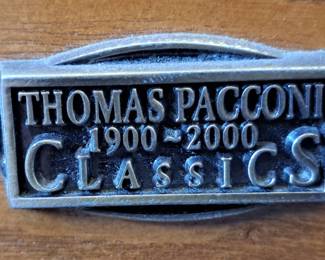 THOMAS PACCONI
1900~2000
CLASSICS